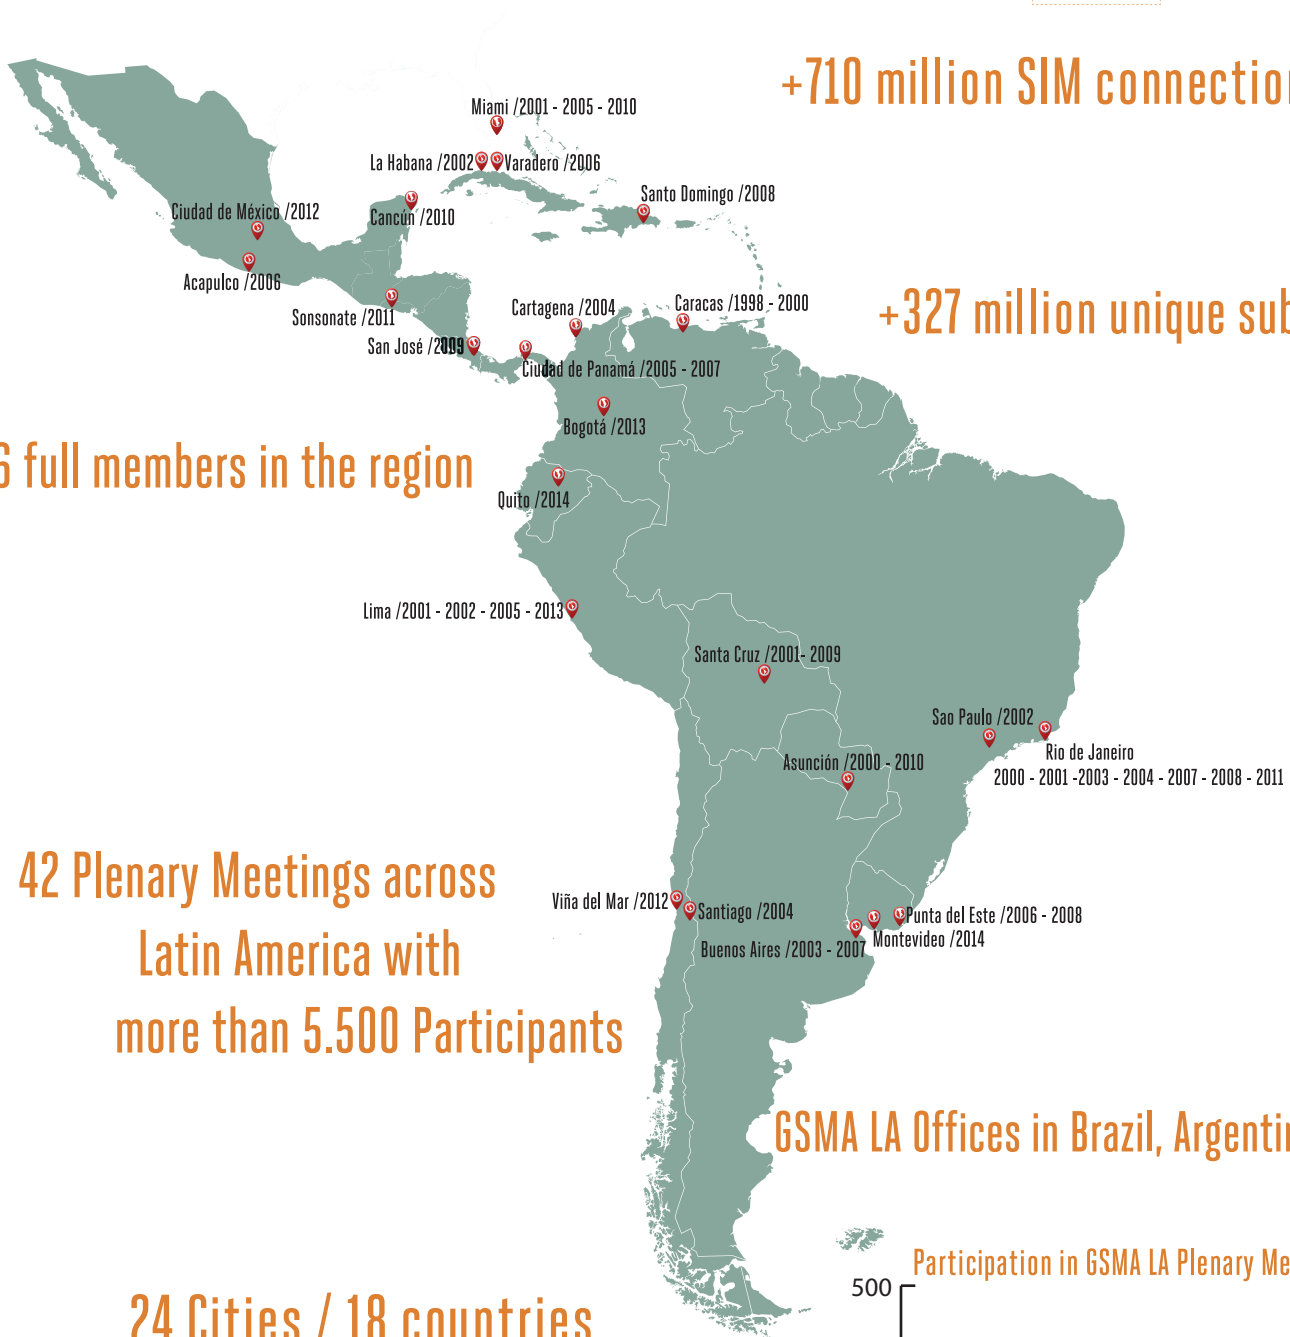 +710 million SIM connection
Miami /2001 - 2005 - 2010
La Habana /2002
Varadero /2006
Santo Domingo /2008
Ciudad de México /2012
Cancún /2010
Acapulco /2006
Sonsonate /2011
Cartagena /2004
Caracas /1998 - 2000
+327 million unique sub
San José /2009
Ciudad de Panamá /2005 - 2007
Bogotá /2013
6 full members in the region
Quito /2014
Lima /2001 - 2002 - 2005 - 2013
Santa Cruz /2001- 2009
Sao Paulo /2002
Rio de Janeiro
2000 - 2001 -2003 - 2004 - 2007 - 2008 - 2011
Asunción /2000 - 2010
42 Plenary Meetings across
Latin America with
more than 5.500 Participants
Viña del Mar /2012
Santiago /2004
Punta del Este /2006 - 2008
Montevideo /2014
Buenos Aires /2003 - 2007
GSMA LA Offices in Brazil, Argentin
Participation in GSMA LA Plenary Me
500
24 Cities / 18 countries